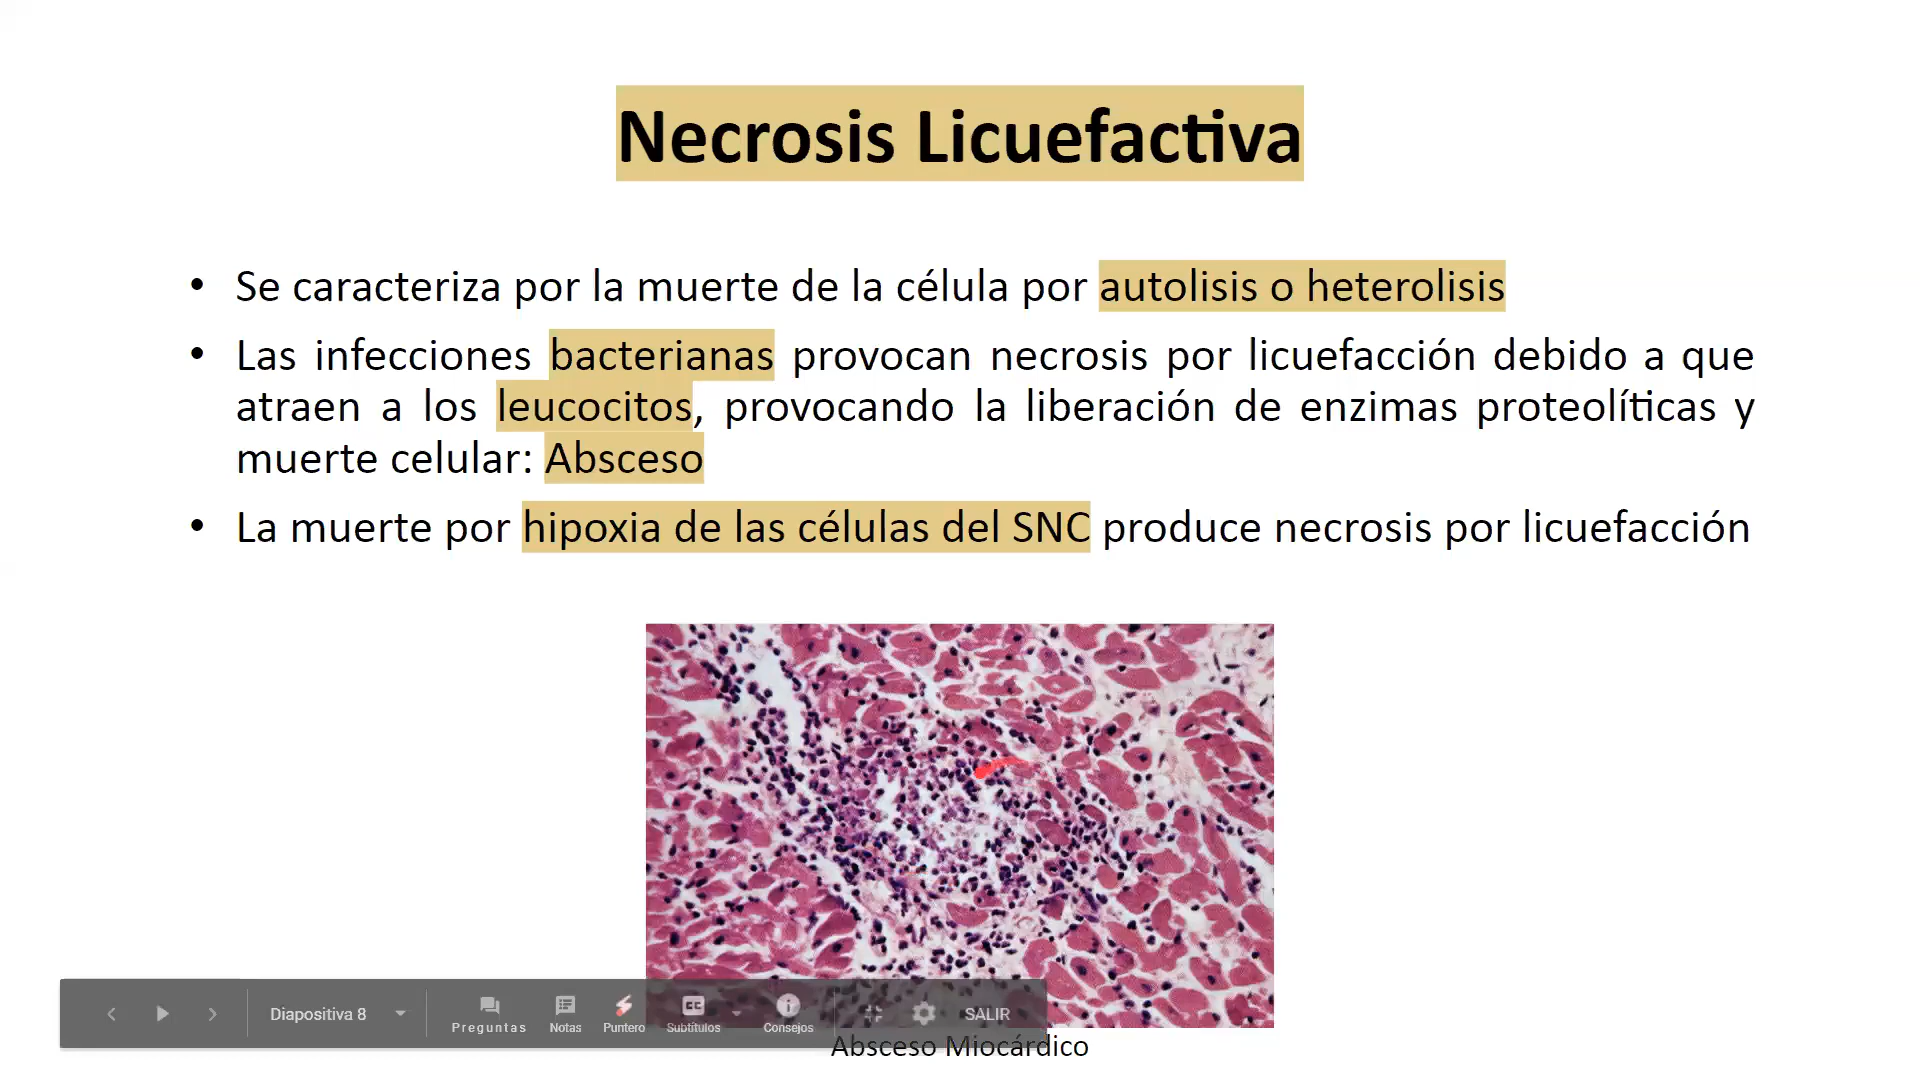 Necrosis Licuefactiva
• Se caracteriza por la muerte de la célula por autolisis o heterolisis
• Las infecciones bacterianas provocan necrosis por licuefacción debido a que
atraen a los leucocitos, provocando la liberación de enzimas proteolíticas y
muerte celular: Absceso
• La muerte por hipoxia de las células del SNC produce necrosis por licuefacción
Diapositiva 8
Preguntas
Notas
Puntero
CC
Subtítulos
Consejos
SALIR
Absceso Miocárdico